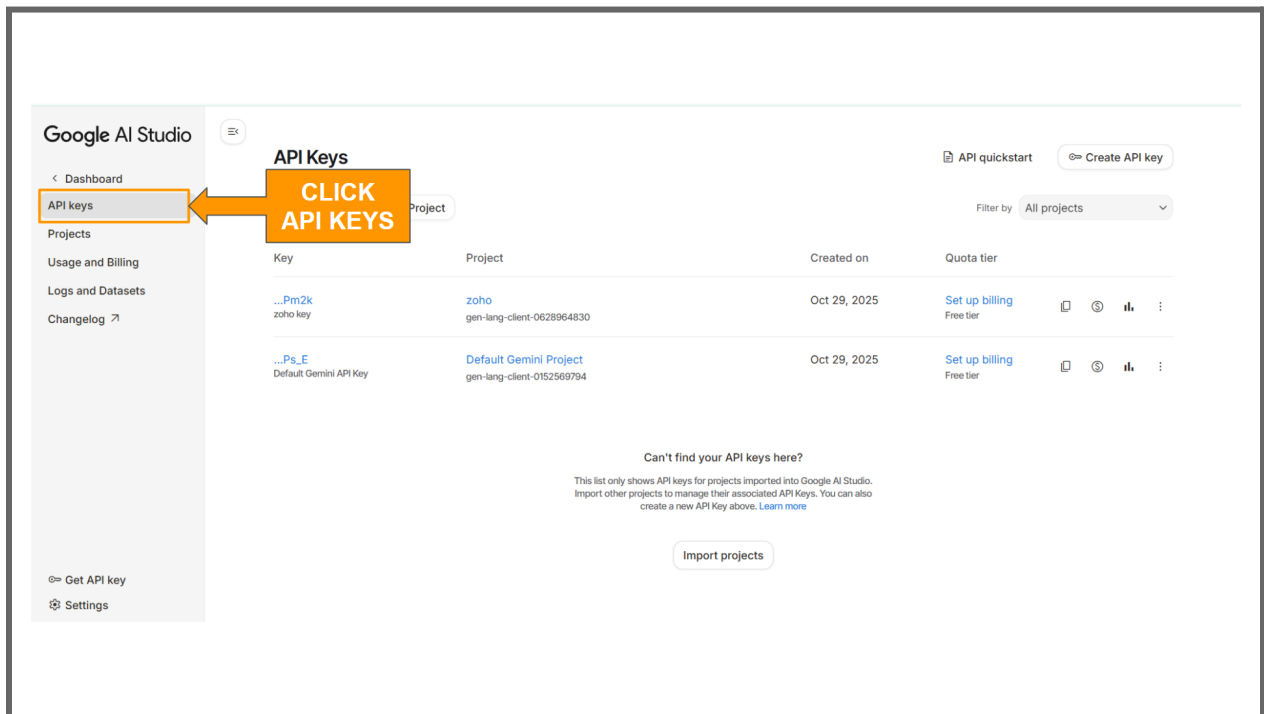 Google AI Studio
Dashboard
API keys
Projects
Usage and Billing
Logs and Datasets
Changelog
Get API key
Settings
CLICK
API KEYS
API Keys
API quickstart
Create API key
Project
Filter by
All projects
Key
Project
Created on
Quota tier
...Pm2k
zoho key
zoho
gen-lang-client-0628964830
Oct 29, 2025
Set up billing
Free tier
...Ps_E
Default Gemini API Key
Default Gemini Project
gen-lang-client-0152569794
Oct 29, 2025
Set up billing
Free tier
Can't find your API keys here?
This list only shows API keys for projects imported into Google AI Studio.
Import other projects to manage their associated API Keys. You can also
create a new API Key above. Learn more
Import projects